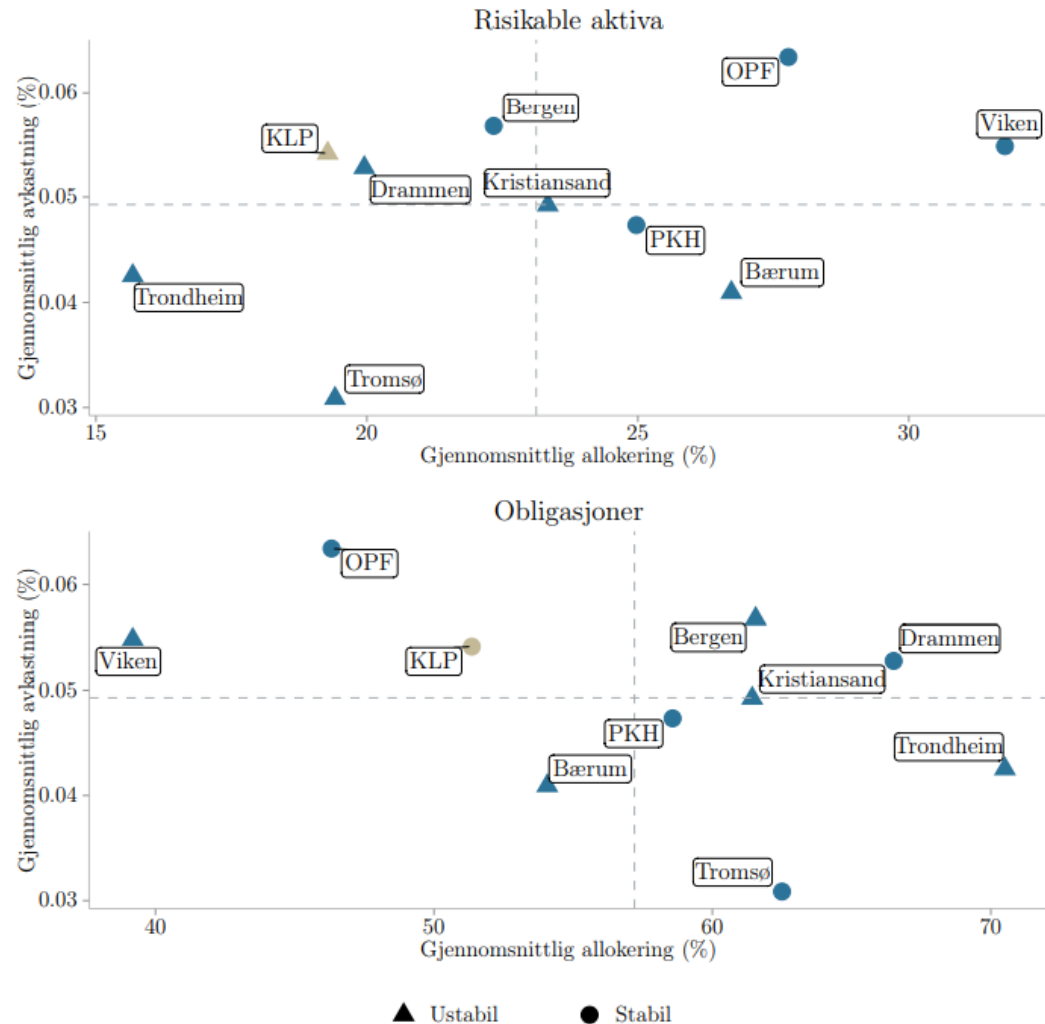 Risikable aktiva
Gjennomsnittlig avkastning (%)
0.06
0.05
0.04
0.03
OPF
Bergen
Viken
KLP
Drammen
Kristiansand
PKH
Bærum
Trondheim
Tromsø
15
20
25
30
Gjennomsnittlig allokering (%)
Obligasjoner
Gjennomsnittlig avkastning (%)
0.06
0.05
0.04
0.03
OPF
Bergen
Drammen
Viken
KLP
Kristiansand
PKH
Trondheim
Bærum
Tromsø
40
50
60
70
Gjennomsnittlig allokering (%)
Ustabil
Stabil